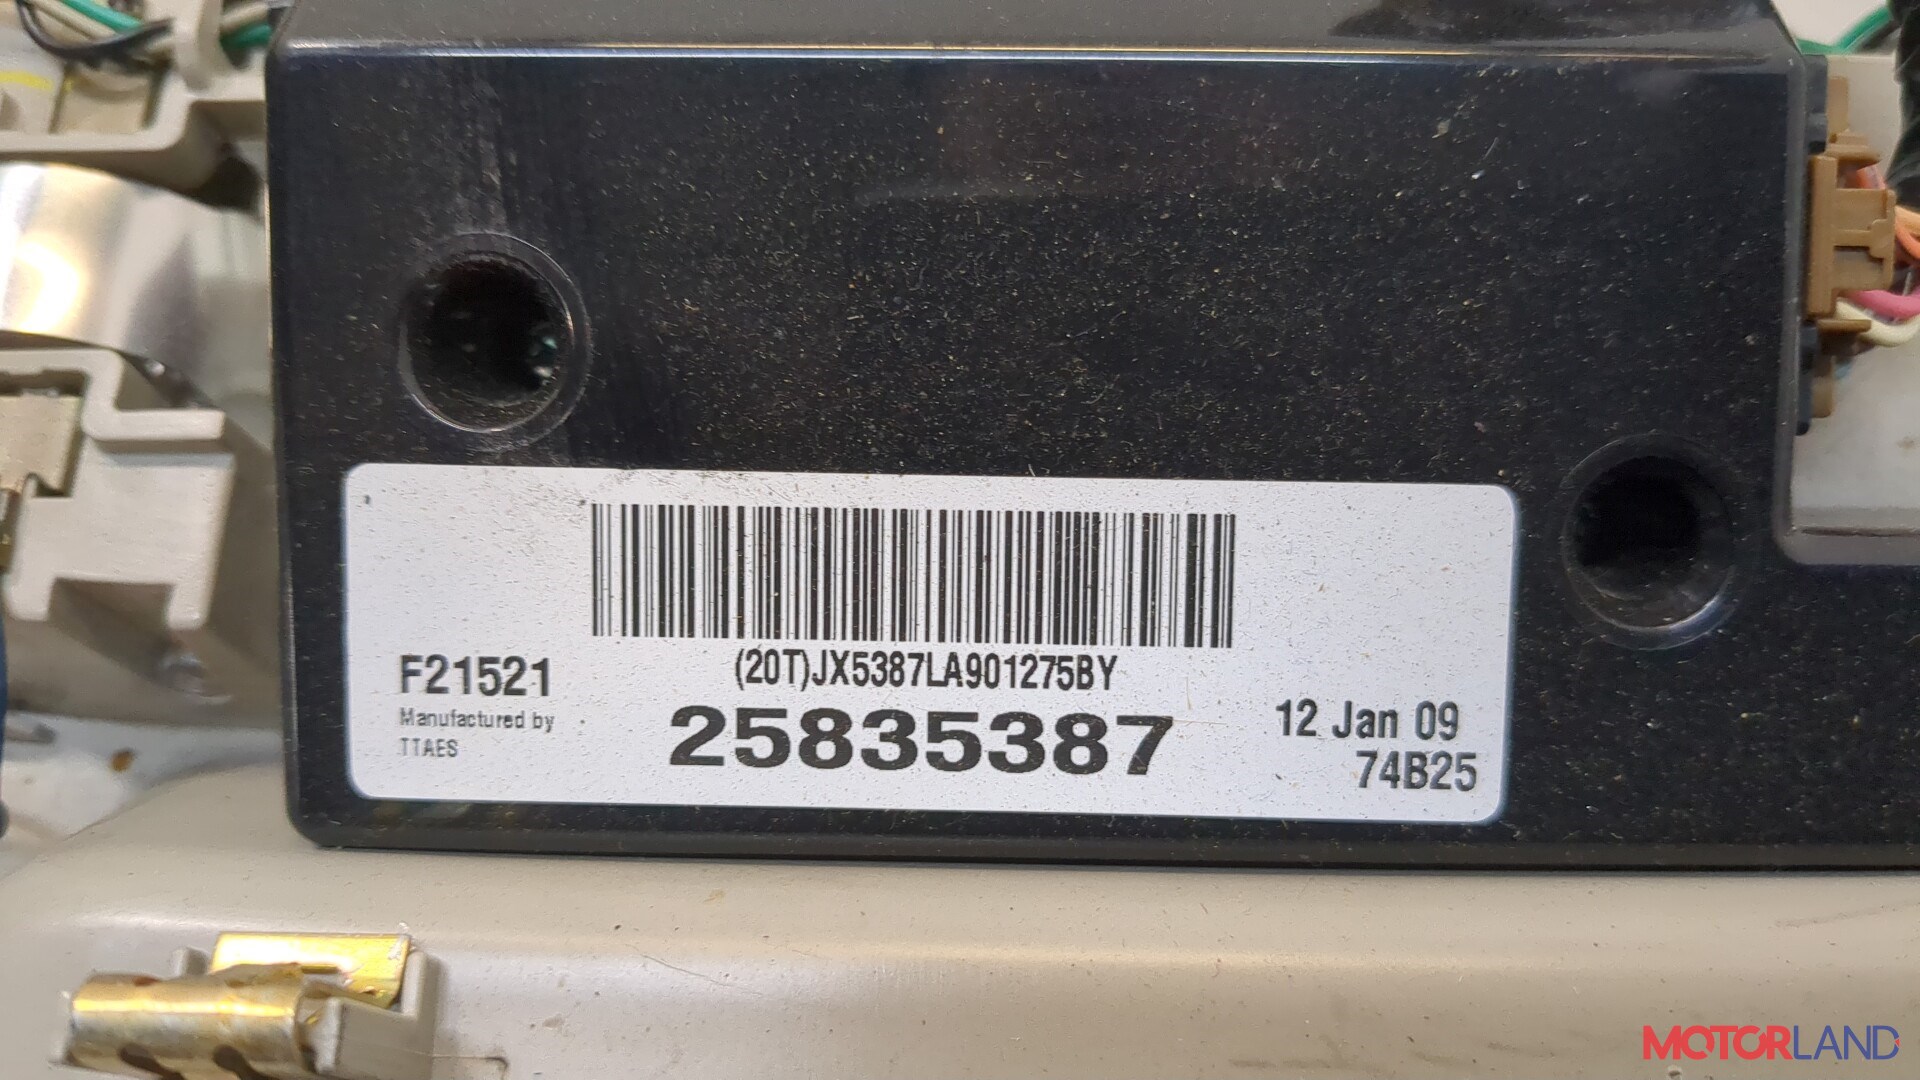 (20T)JX5387LA901275BY
F21521
Manufactured by
TTAES
25835387
12 Jan 09
74B25
MOTORLAND